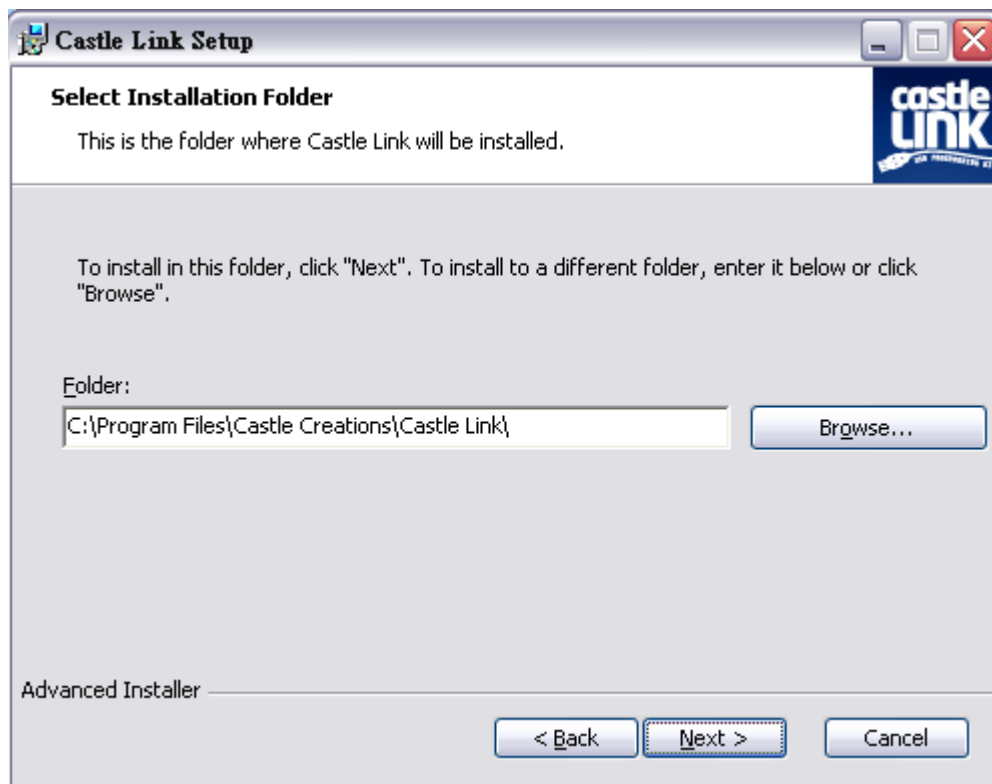 Castle Link Setup
Select Installation Folder
This is the folder where Castle Link will be installed.
castle
LINK
To install in this folder, click "Next". To install to a different folder, enter it below or click
"Browse".
Folder:
C:\Program Files\Castle Creations\Castle Link\
Browse...
Advanced Installer
< Back
Next >
Cancel